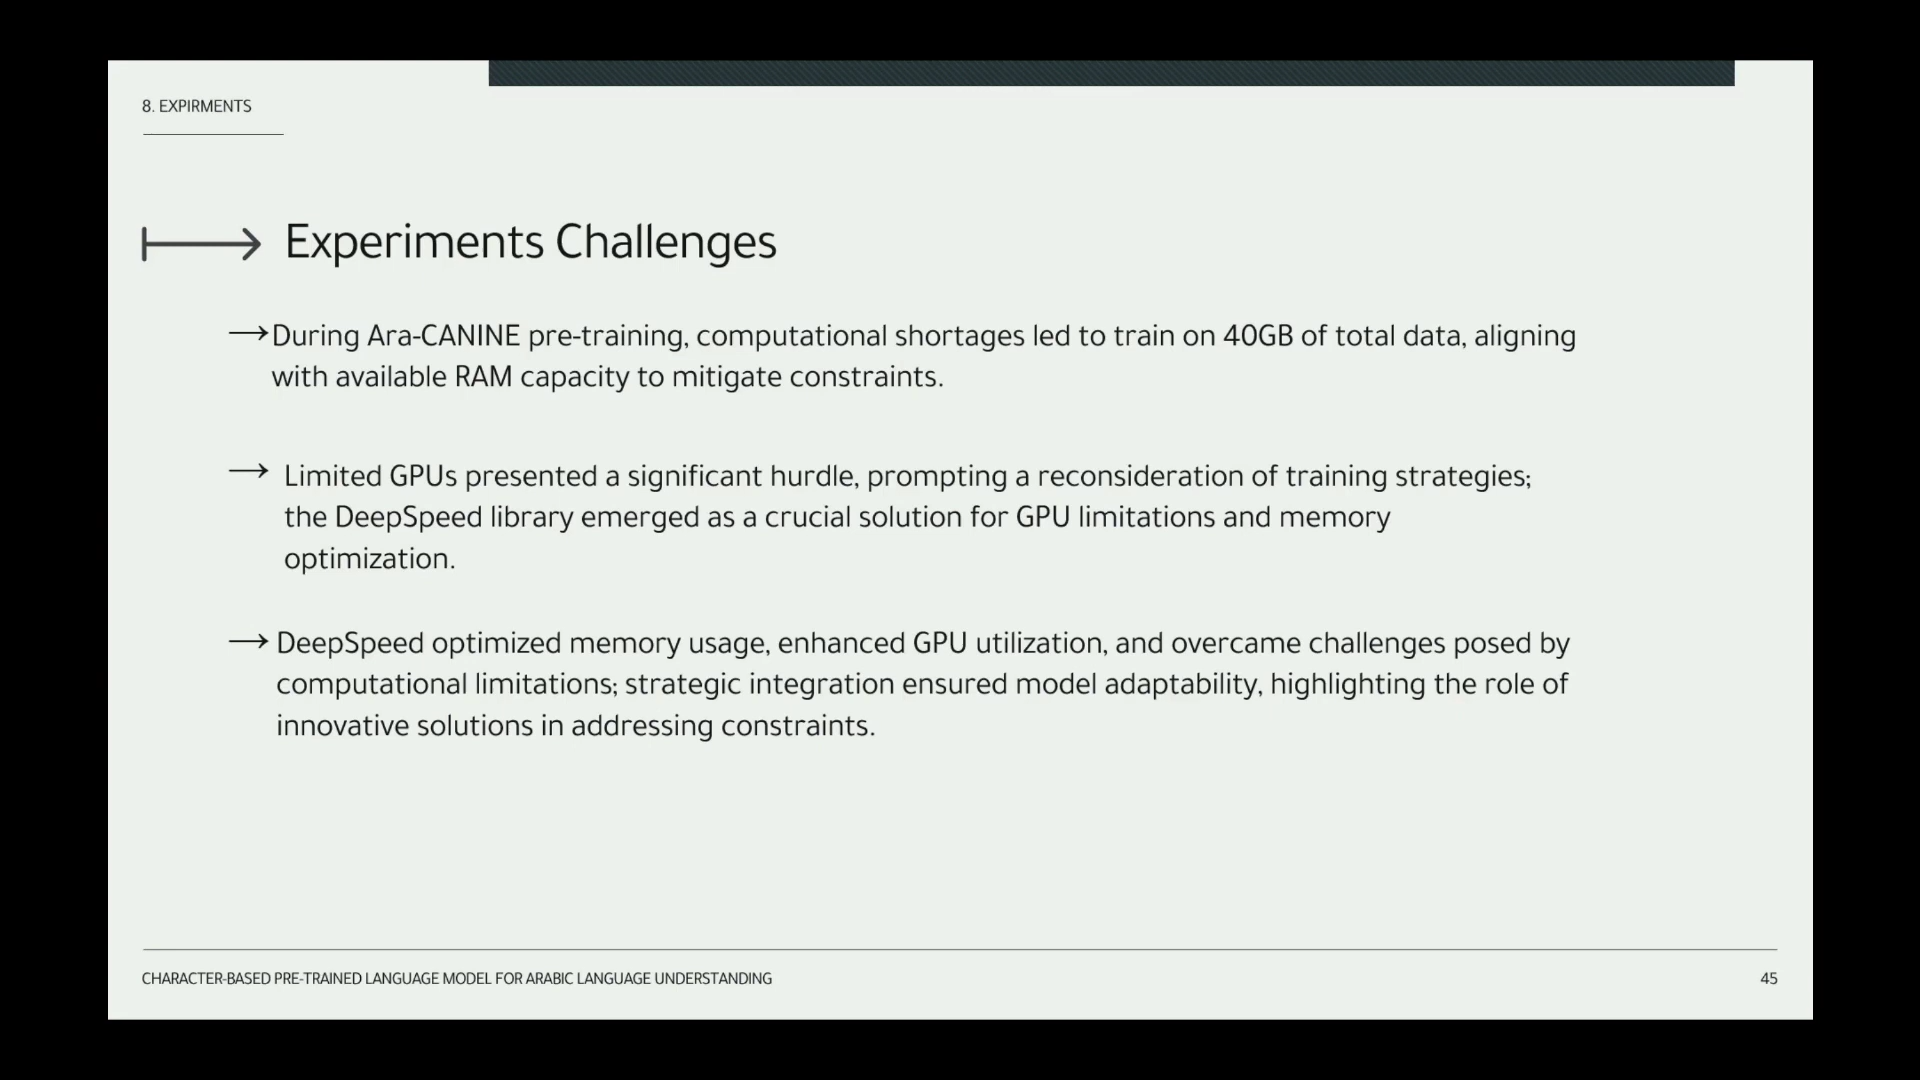 8. EXPIRMENTS
Experiments Challenges
During Ara-CANINE pre-training, computational shortages led to train on 40GB of total data, aligning
with available RAM capacity to mitigate constraints.
Limited GPUs presented a significant hurdle, prompting a reconsideration of training strategies;
the DeepSpeed library emerged as a crucial solution for GPU limitations and memory
optimization.
DeepSpeed optimized memory usage, enhanced GPU utilization, and overcame challenges posed by
computational limitations; strategic integration ensured model adaptability, highlighting the role of
innovative solutions in addressing constraints.
CHARACTER-BASED PRE-TRAINED LANGUAGE MODEL FOR ARABIC LANGUAGE UNDERSTANDING
45